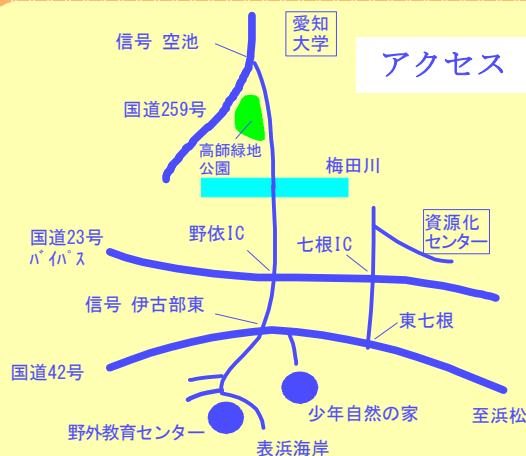 愛知
大学
信号 空池
アクセス
国道259号
高師緑地
公園
梅田川
資源化
センター
野依IC
七根IC
国道23号
バイパス
信号 伊古部東
東七根
国道42号
少年自然の家
至浜松
野外教育センター
表浜海岸